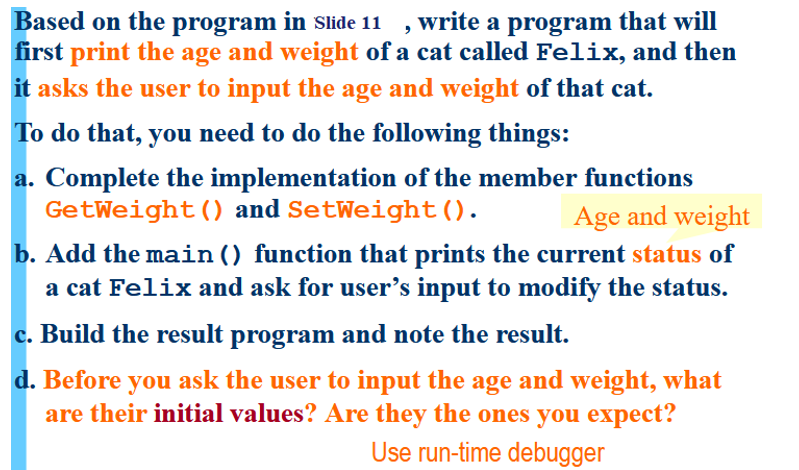 Based on the program in Slide 11 , write a program that will
first print the age and weight of a cat called Felix, and then
it asks the user to input the age and weight of that cat.
To do that, you need to do the following things:
a. Complete the implementation of the member functions
GetWeight() and SetWeight().
Age and weight
b. Add the main() function that prints the current status of
a cat Felix and ask for user’s input to modify the status.
c. Build the result program and note the result.
d. Before you ask the user to input the age and weight, what
are their initial values? Are they the ones you expect?
Use run-time debugger